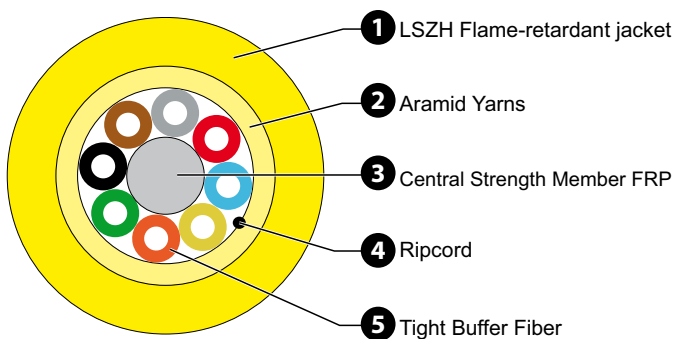 1 LSZH Flame-retardant jacket
2 Aramid Yarns
3 Central Strength Member FRP
4 Ripcord
5 Tight Buffer Fiber